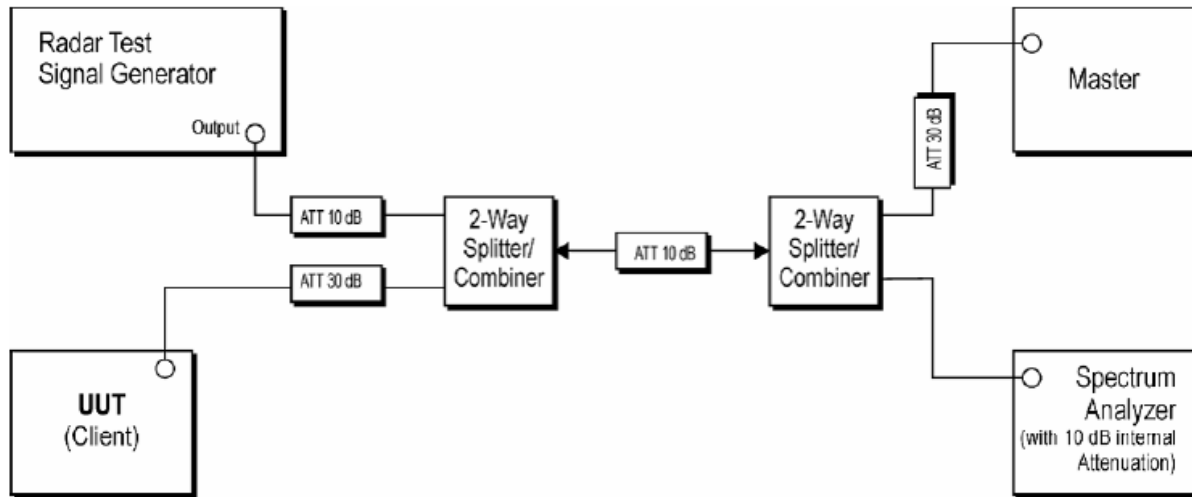 Radar Test
Signal Generator
Output
ATT 10 dB
ATT 30 dB
UUT
(Client)
2-Way
Splitter/
Combiner
ATT 10 dB
2-Way
Splitter/
Combiner
ATT 30 dB
Master
Spectrum
Analyzer
(with 10 dB internal
Attenuation)